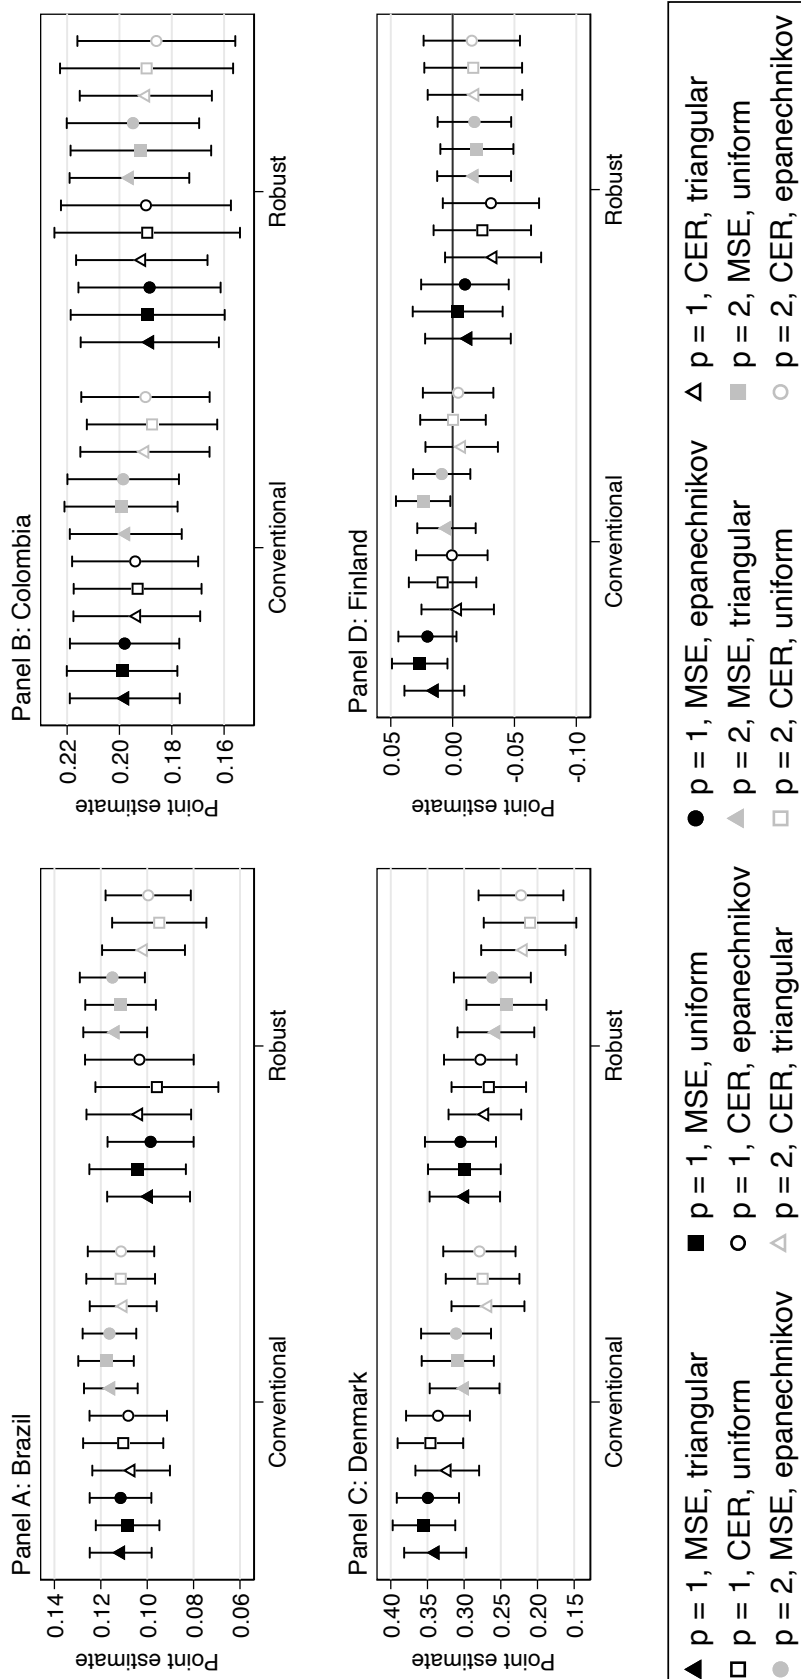 Panel A: Brazil
Point estimate
0.14
0.12
0.10
0.08
0.06
Conventional
Robust
Panel B: Colombia
Point estimate
0.22
0.20
0.18
0.16
Conventional
Robust
Panel C: Denmark
Point estimate
0.40
0.35
0.30
0.25
0.20
0.15
Conventional
Robust
Panel D: Finland
Point estimate
0.05
0.00
-0.05
-0.10
Conventional
Robust
p = 1, MSE, triangular
p = 1, MSE, uniform
p = 1, MSE, epanechnikov
p = 1, CER, triangular
p = 1, CER, uniform
p = 1, CER, epanechnikov
p = 2, MSE, triangular
p = 2, MSE, uniform
p = 2, MSE, epanechnikov
p = 2, CER, triangular
p = 2, CER, uniform
p = 2, CER, epanechnikov